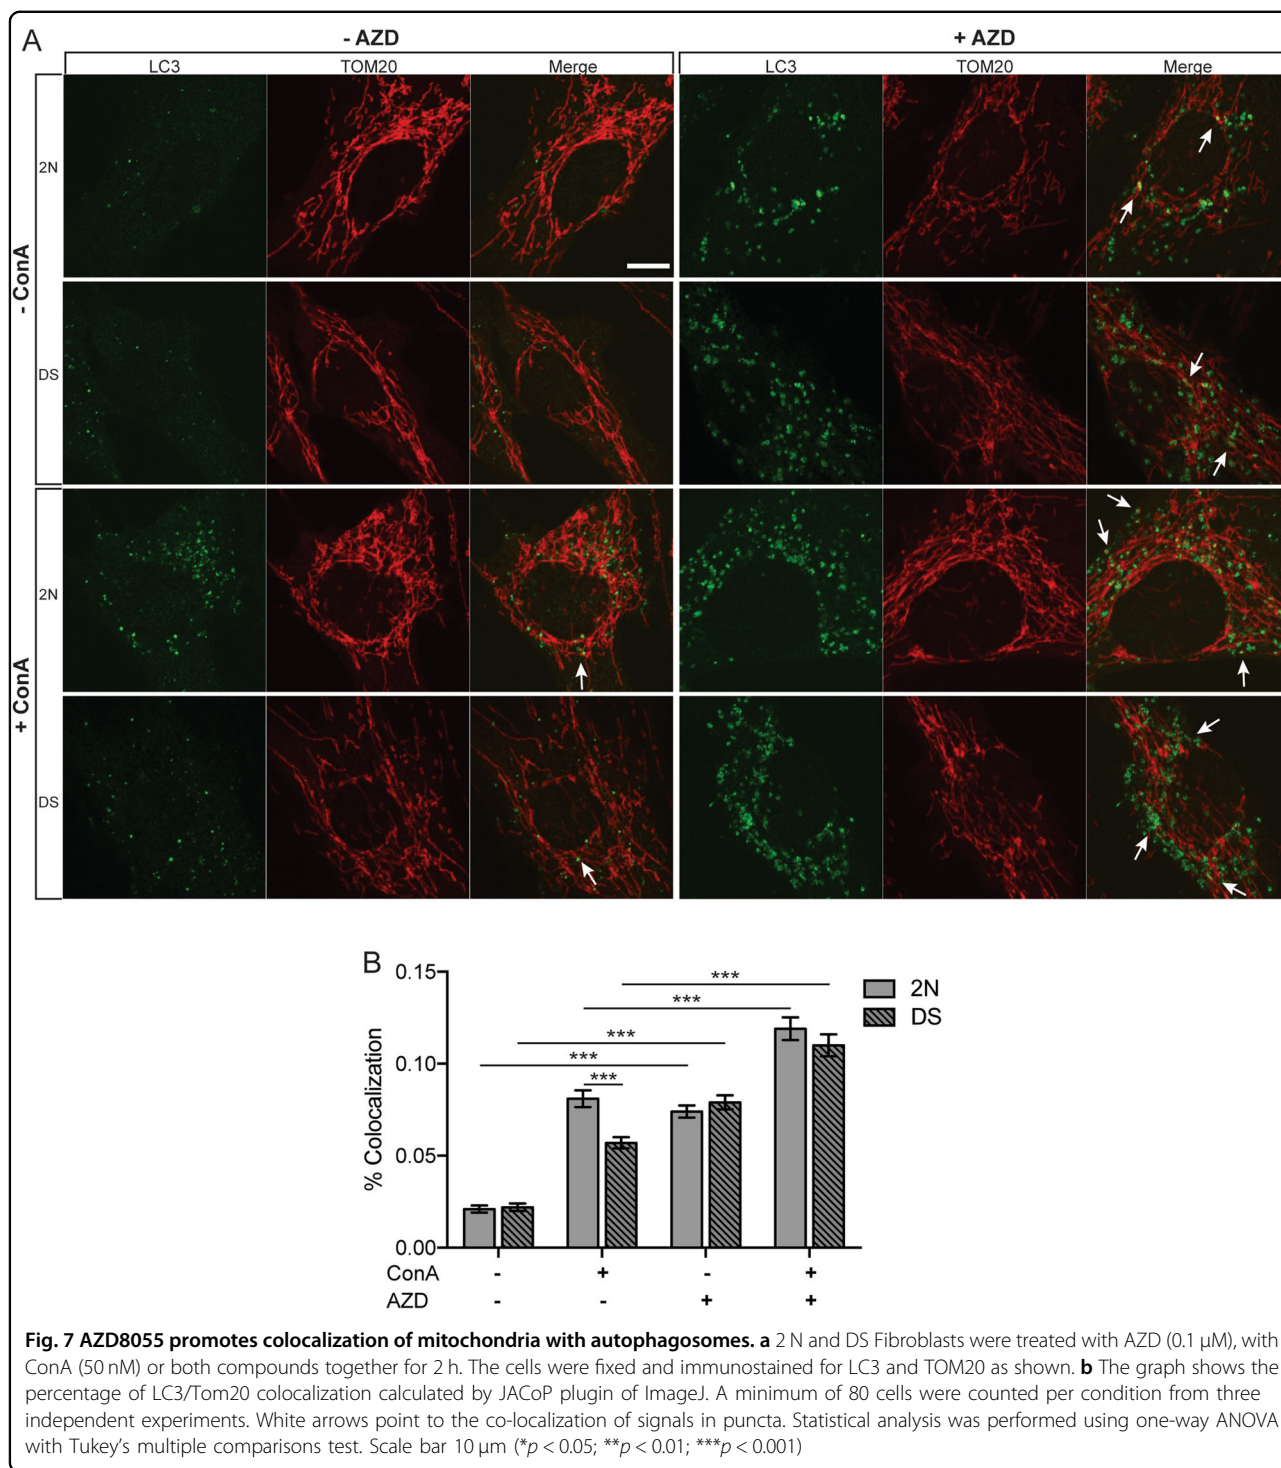 A
- AZD
+ AZD
LC3 TOM20 Merge LC3 TOM20 Merge
- ConA
2N
DS
+ ConA
2N
DS
B
% Colocalization
0.15
0.10
0.05
0.00
***
***
***
***
***
2N
DS
ConA - + - +
AZD - - + +
Fig. 7 AZD8055 promotes colocalization of mitochondria with autophagosomes. a 2 N and DS Fibroblasts were treated with AZD (0.1 µM), with
ConA (50 nM) or both compounds together for 2 h. The cells were fixed and immunostained for LC3 and TOM20 as shown. b The graph shows the
percentage of LC3/Tom20 colocalization calculated by JACoP plugin of ImageJ. A minimum of 80 cells were counted per condition from three
independent experiments. White arrows point to the co-localization of signals in puncta. Statistical analysis was performed using one-way ANOVA
with Tukey's multiple comparisons test. Scale bar 10 µm (*p < 0.05; **p < 0.01; ***p < 0.001)